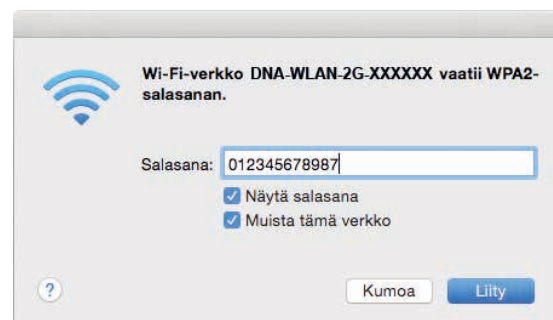 Wi-Fi-verkko DNA-WLAN-2G-XXXXXX vaatii WPA2-
salasanan.
Salasana: 012345678987
Näytä salasana
Muista tämä verkko
?
Kumoa Liity